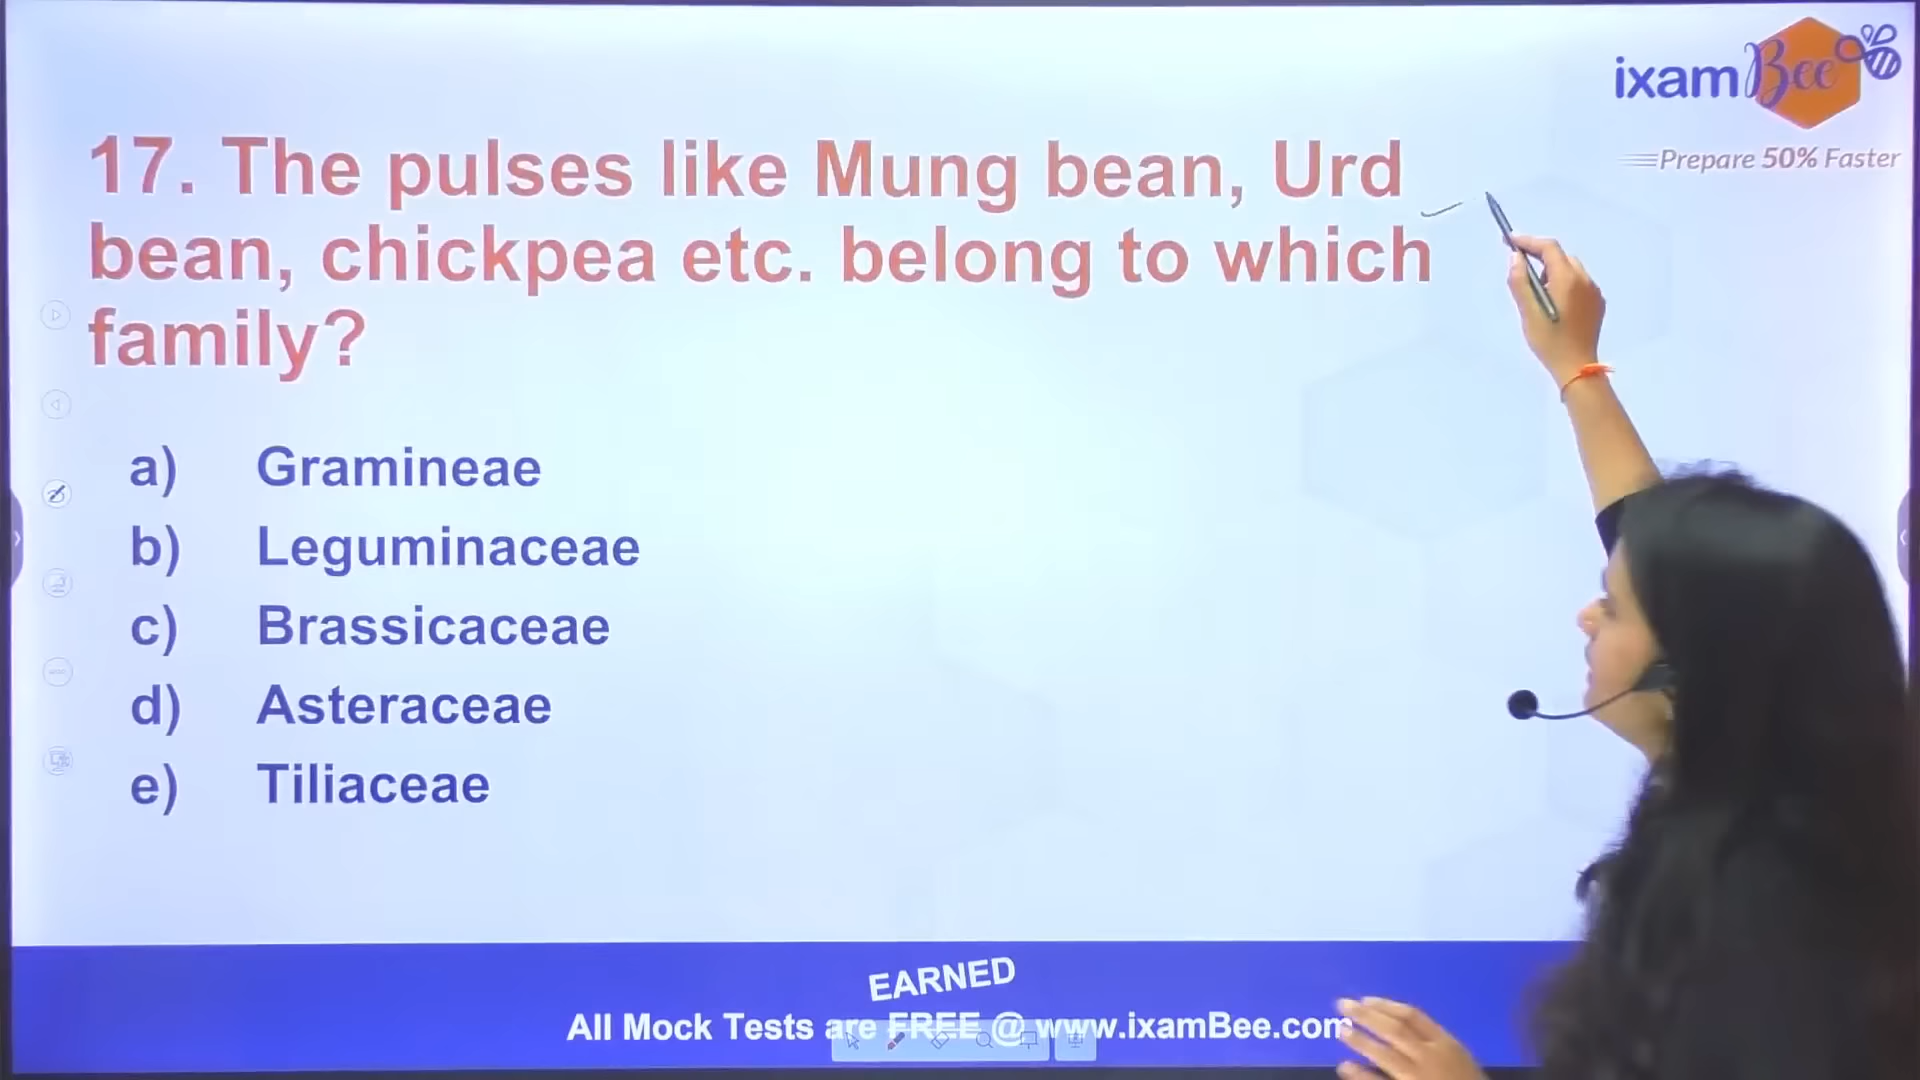 ixamBee
Prepare 50% Faster
17. The pulses like Mung bean, Urd
bean, chickpea etc. belong to which
family?
a) Gramineae
b) Leguminaceae
c) Brassicaceae
d) Asteraceae
e) Tiliaceae
EARNED
All Mock Tests are FREE @ www.ixamBee.com